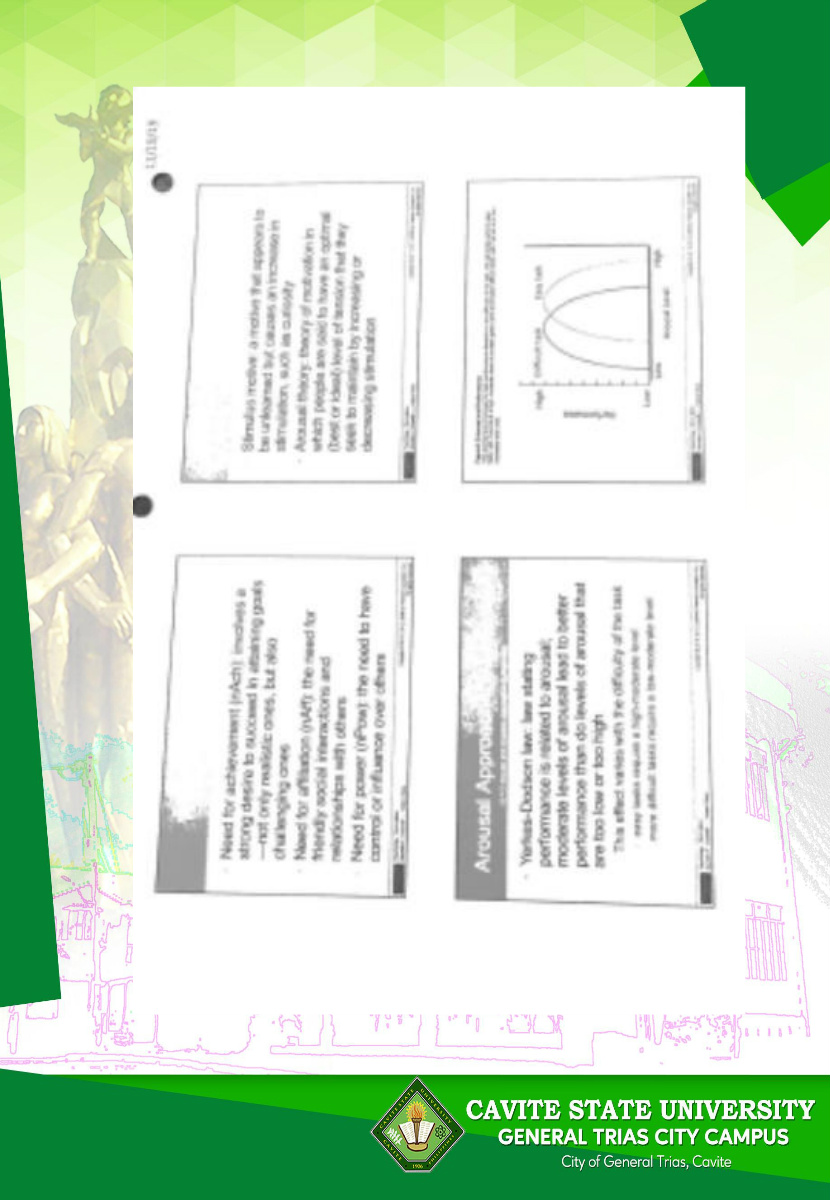 11/13/19
Need for achievement (nAch): involves a
strong desire to succeed in attaining goals
—not only realistic ones, but also
challenging ones
Need for affiliation (nAff): the need for
friendly social interactions and
relationships with others
Need for power (nPow): the need to have
control or influence over others
Stimulus motive: a motive that appears to
be unlearned but causes an increase in
stimulation, such as curiosity
Arousal theory: theory of motivation in
which people are said to have an optimal
(best or ideal) level of tension that they
seek to maintain by increasing or
decreasing stimulation
Arousal
Yerkes-Dodson law: law stating
performance is related to arousal;
moderate levels of arousal lead to better
performance than do levels of arousal that
are too low or too high
This effect varies with the difficulty of the task
easy tasks require a high-moderate level
more difficult tasks require a low-moderate level
High
Difficult task
Easy task
Low
Low
High
Arousal Level
CAVITE STATE UNIVERSITY
GENERAL TRIAS CITY CAMPUS
City of General Trias, Cavite
CAVITE STATE UNIVERSITY
1906